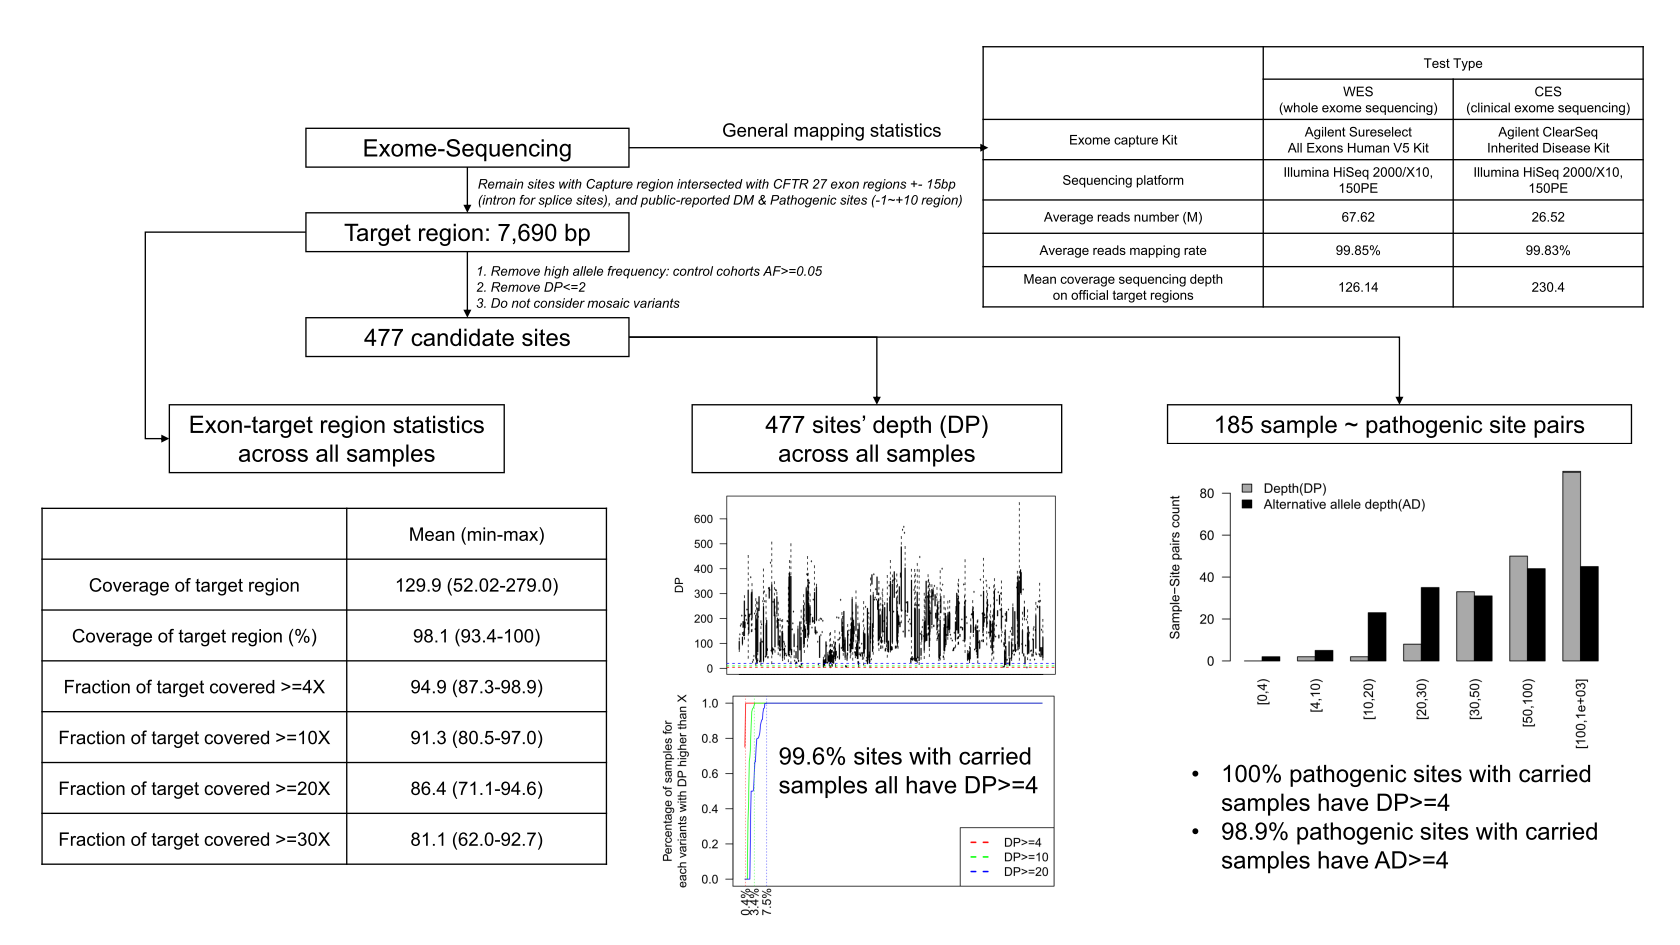 Test Type
WES
(whole exome sequencing)
CES
(clinical exome sequencing)
Exome capture Kit
Agilent Sureselect
All Exons Human V5 Kit
Agilent ClearSeq
Inherited Disease Kit
Sequencing platform
Illumina HiSeq 2000/X10,
150PE
Illumina HiSeq 2000/X10,
150PE
Average reads number (M)
67.62
26.52
Average reads mapping rate
99.85%
99.83%
Mean coverage sequencing depth
on official target regions
126.14
230.4
General mapping statistics
Exome-Sequencing
Remain sites with Capture region intersected with CFTR 27 exon regions +- 15bp
(intron for splice sites), and public-reported DM & Pathogenic sites (-1~+10 region)
Target region: 7,690 bp
1. Remove high allele frequency: control cohorts AF>=0.05
2. Remove DP<=2
3. Do not consider mosaic variants
477 candidate sites
Exon-target region statistics
across all samples
Mean (min-max)
Coverage of target region
129.9 (52.02-279.0)
Coverage of target region (%)
98.1 (93.4-100)
Fraction of target covered >=4X
94.9 (87.3-98.9)
Fraction of target covered >=10X
91.3 (80.5-97.0)
Fraction of target covered >=20X
86.4 (71.1-94.6)
Fraction of target covered >=30X
81.1 (62.0-92.7)
477 sites’ depth (DP)
across all samples
DP
600
500
400
300
200
100
0
Percentage of samples for
each variants with DP higher than X
1.0
0.8
0.6
0.4
0.2
0.0
99.6% sites with carried
samples all have DP>=4
DP>=4
DP>=10
DP>=20
0.4%
3.4%
7.5%
185 sample ~ pathogenic site pairs
Sample−Site pairs count
80
60
40
20
0
Depth(DP)
Alternative allele depth(AD)
[0,4)
[4,10)
[10,20)
[20,30)
[30,50)
[50,100)
[100,1e+03]
• 100% pathogenic sites with carried
samples have DP>=4
• 98.9% pathogenic sites with carried
samples have AD>=4